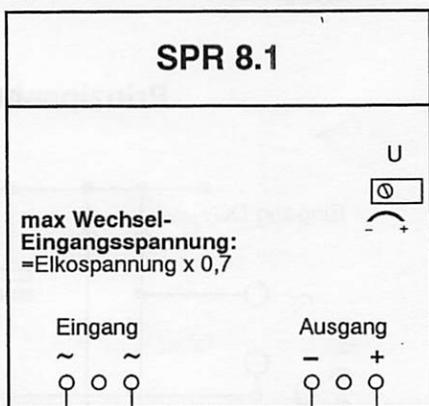 SPR 8.1
U
- +
max Wechsel-
Eingangsspannung:
=Elkospannung x 0,7
Eingang Ausgang
~ ~ − +